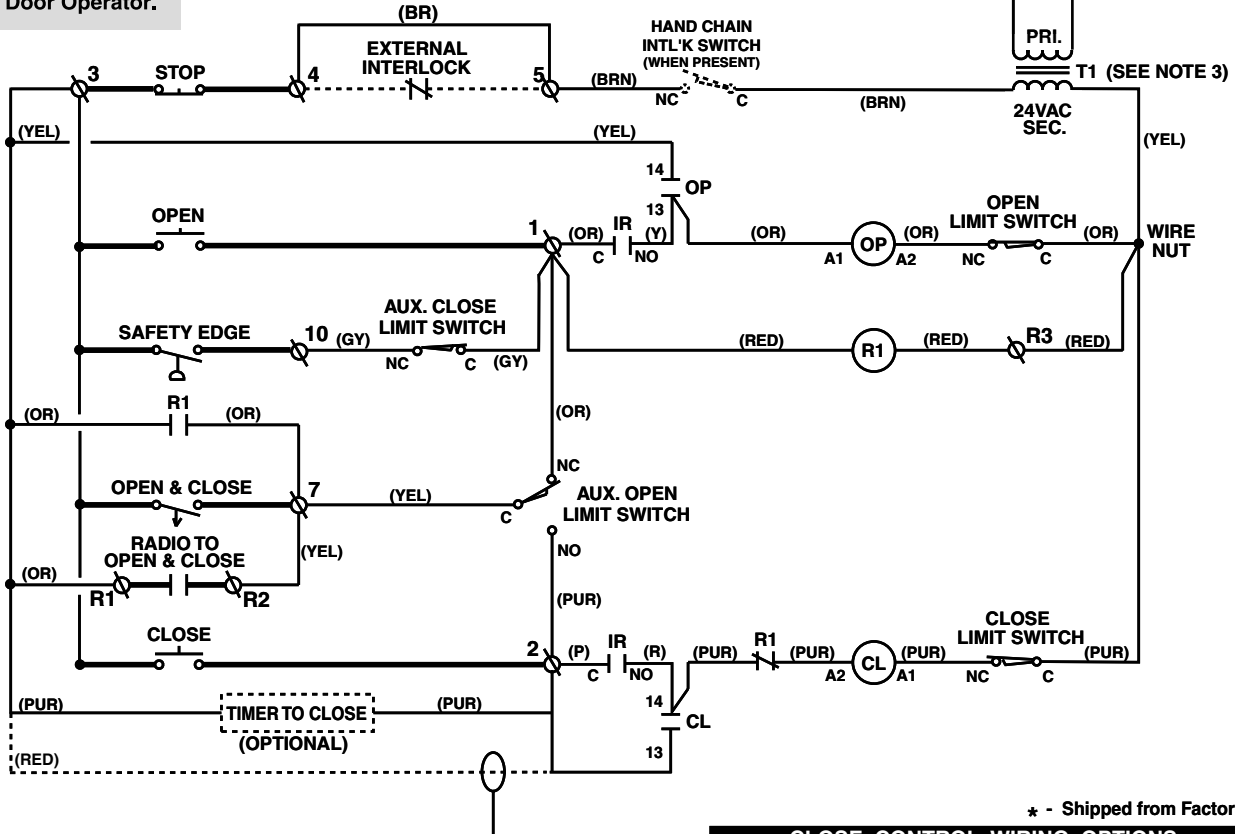 Door Operator.
(BR)
HAND CHAIN
INTL'K SWITCH
(WHEN PRESENT)
PRI.
EXTERNAL
INTERLOCK
3
STOP
4
5
(BRN)
NC
C
(BRN)
T1 (SEE NOTE 3)
24VAC
SEC.
(YEL)
(YEL)
(YEL)
14
OP
13
OPEN
1
(OR)
IR
(Y)
C
NO
(OR)
A1
OP
A2
(OR)
OPEN
LIMIT SWITCH
NC
C
(OR)
WIRE
NUT
SAFETY EDGE
10
(GY)
AUX. CLOSE
LIMIT SWITCH
NC
C
(GY)
(RED)
R1
(RED)
R3
(RED)
(OR)
R1
(OR)
(OR)
NC
OPEN & CLOSE
7
(YEL)
C
AUX. OPEN
LIMIT SWITCH
NO
RADIO TO
OPEN & CLOSE
(YEL)
(OR)
R1
R2
(PUR)
CLOSE
2
(P)
IR
(R)
C
NO
(PUR)
R1
(PUR)
A2
CL
A1
(PUR)
CLOSE
LIMIT SWITCH
NC
C
(PUR)
14
CL
13
(PUR)
TIMER TO CLOSE
(PUR)
(OPTIONAL)
(RED)
* - Shipped from Factor
CLOSE CONTROL WIRING OPTIONS